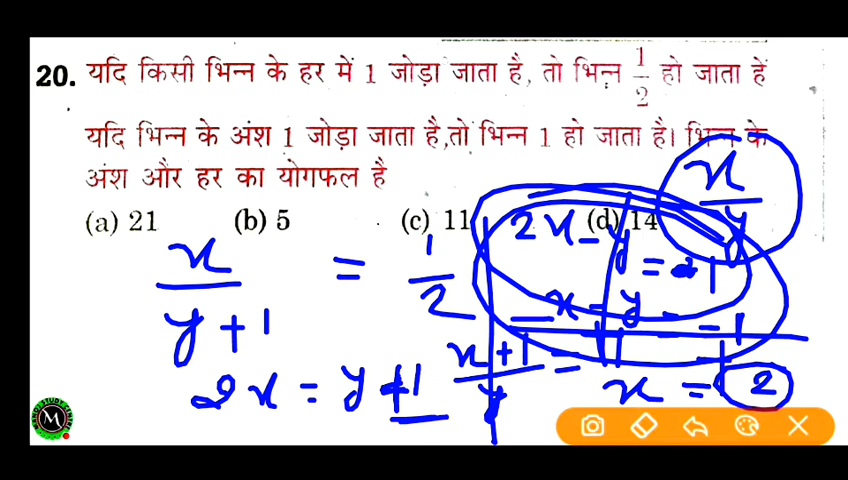 20. यदि किसी भिन्न के हर में 1 जोड़ा जाता है, तो भिन्न 1/2 हो जाता हें
यदि भिन्न के अंश 1 जोड़ा जाता है,तो भिन्न 1 हो जाता है। भिन्न के
अंश और हर का योगफल है
(a) 21 (b) 5 (c) 11 (d) 14
x/y
x/(y+1) = 1/2
2x = y+1
(x+1)/y = 1
2x - y = 1
x - y = -1
x = 2
M